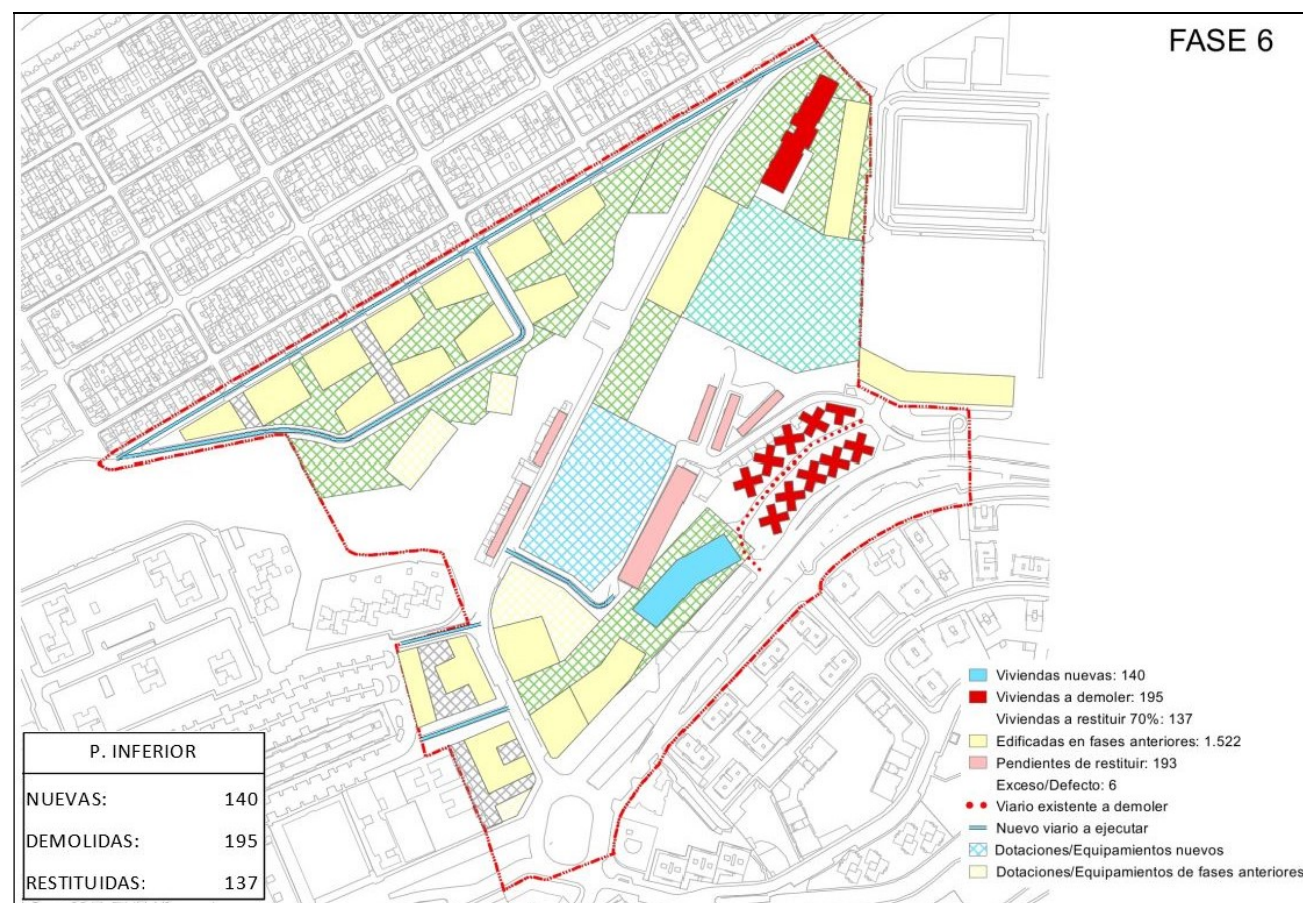 FASE 6
Viviendas nuevas: 140
Viviendas a demoler: 195
Viviendas a restituir 70%: 137
Edificadas en fases anteriores: 1.522
Pendientes de restituir: 193
Exceso/Defecto: 6
Viario existente a demoler
Nuevo viario a ejecutar
Dotaciones/Equipamientos nuevos
Dotaciones/Equipamientos de fases anteriores
P. INFERIOR
NUEVAS: 140
DEMOLIDAS: 195
RESTITUIDAS: 137